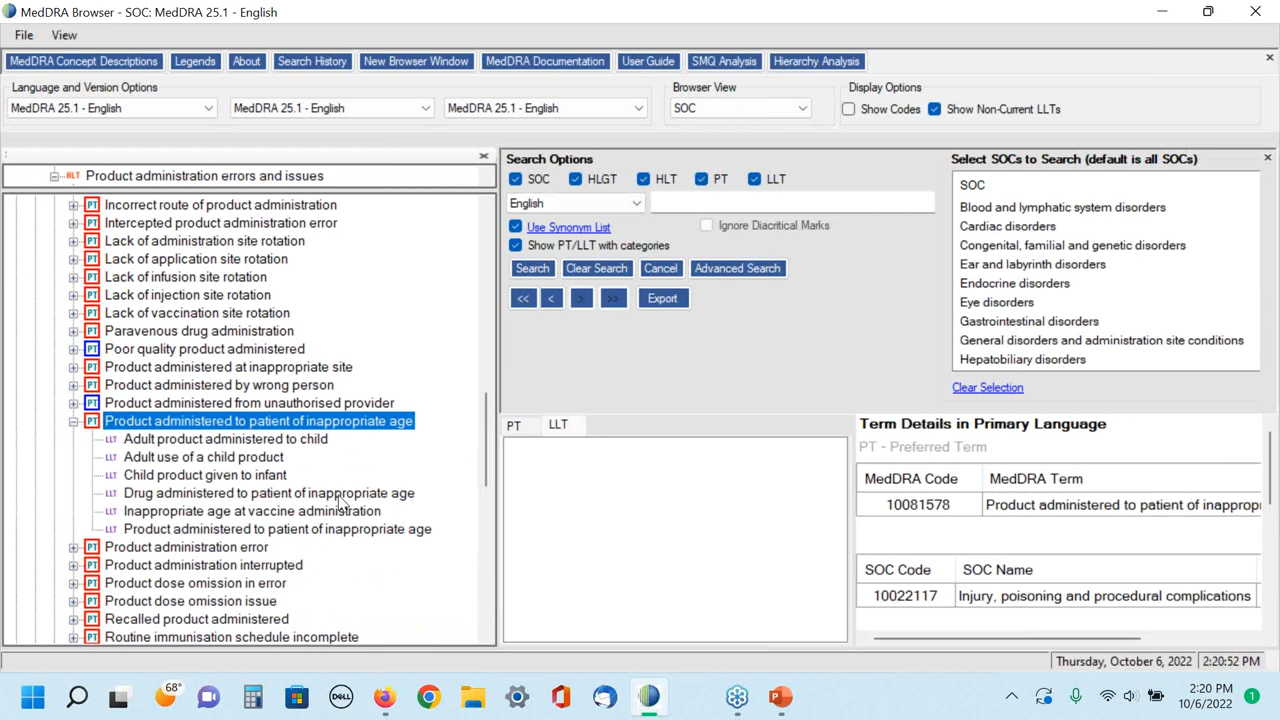 MedDRA Browser - SOC: MedDRA 25.1 - English
File View
MedDRA Concept Descriptions Legends About Search History New Browser Window MedDRA Documentation User Guide SMQ Analysis Hierarchy Analysis
Language and Version Options
MedDRA 25.1 - English MedDRA 25.1 - English MedDRA 25.1 - English
Browser View
SOC
Display Options
Show Codes Show Non-Current LLTs
HLT Product administration errors and issues
PT Incorrect route of product administration
PT Intercepted product administration error
PT Lack of administration site rotation
PT Lack of application site rotation
PT Lack of infusion site rotation
PT Lack of injection site rotation
PT Lack of vaccination site rotation
PT Paravenous drug administration
PT Poor quality product administered
PT Product administered at inappropriate site
PT Product administered by wrong person
PT Product administered from unauthorised provider
PT Product administered to patient of inappropriate age
LLT Adult product administered to child
LLT Adult use of a child product
LLT Child product given to infant
LLT Drug administered to patient of inappropriate age
LLT Inappropriate age at vaccine administration
LLT Product administered to patient of inappropriate age
PT Product administration error
PT Product administration interrupted
PT Product dose omission in error
PT Product dose omission issue
PT Recalled product administered
PT Routine immunisation schedule incomplete
Search Options
SOC HLGT HLT PT LLT
English
Use Synonym List Ignore Diacritical Marks
Show PT/LLT with categories
Search Clear Search Cancel Advanced Search
<< < > >> Export
Select SOCs to Search (default is all SOCs)
SOC
Blood and lymphatic system disorders
Cardiac disorders
Congenital, familial and genetic disorders
Ear and labyrinth disorders
Endocrine disorders
Eye disorders
Gastrointestinal disorders
General disorders and administration site conditions
Hepatobiliary disorders
Clear Selection
PT LLT
Term Details in Primary Language
PT - Preferred Term
MedDRA Code MedDRA Term
10081578 Product administered to patient of inapprop
SOC Code SOC Name
10022117 Injury, poisoning and procedural complications
Thursday, October 6, 2022 2:20:52 PM
68°
DELL
2:20 PM
10/6/2022
1